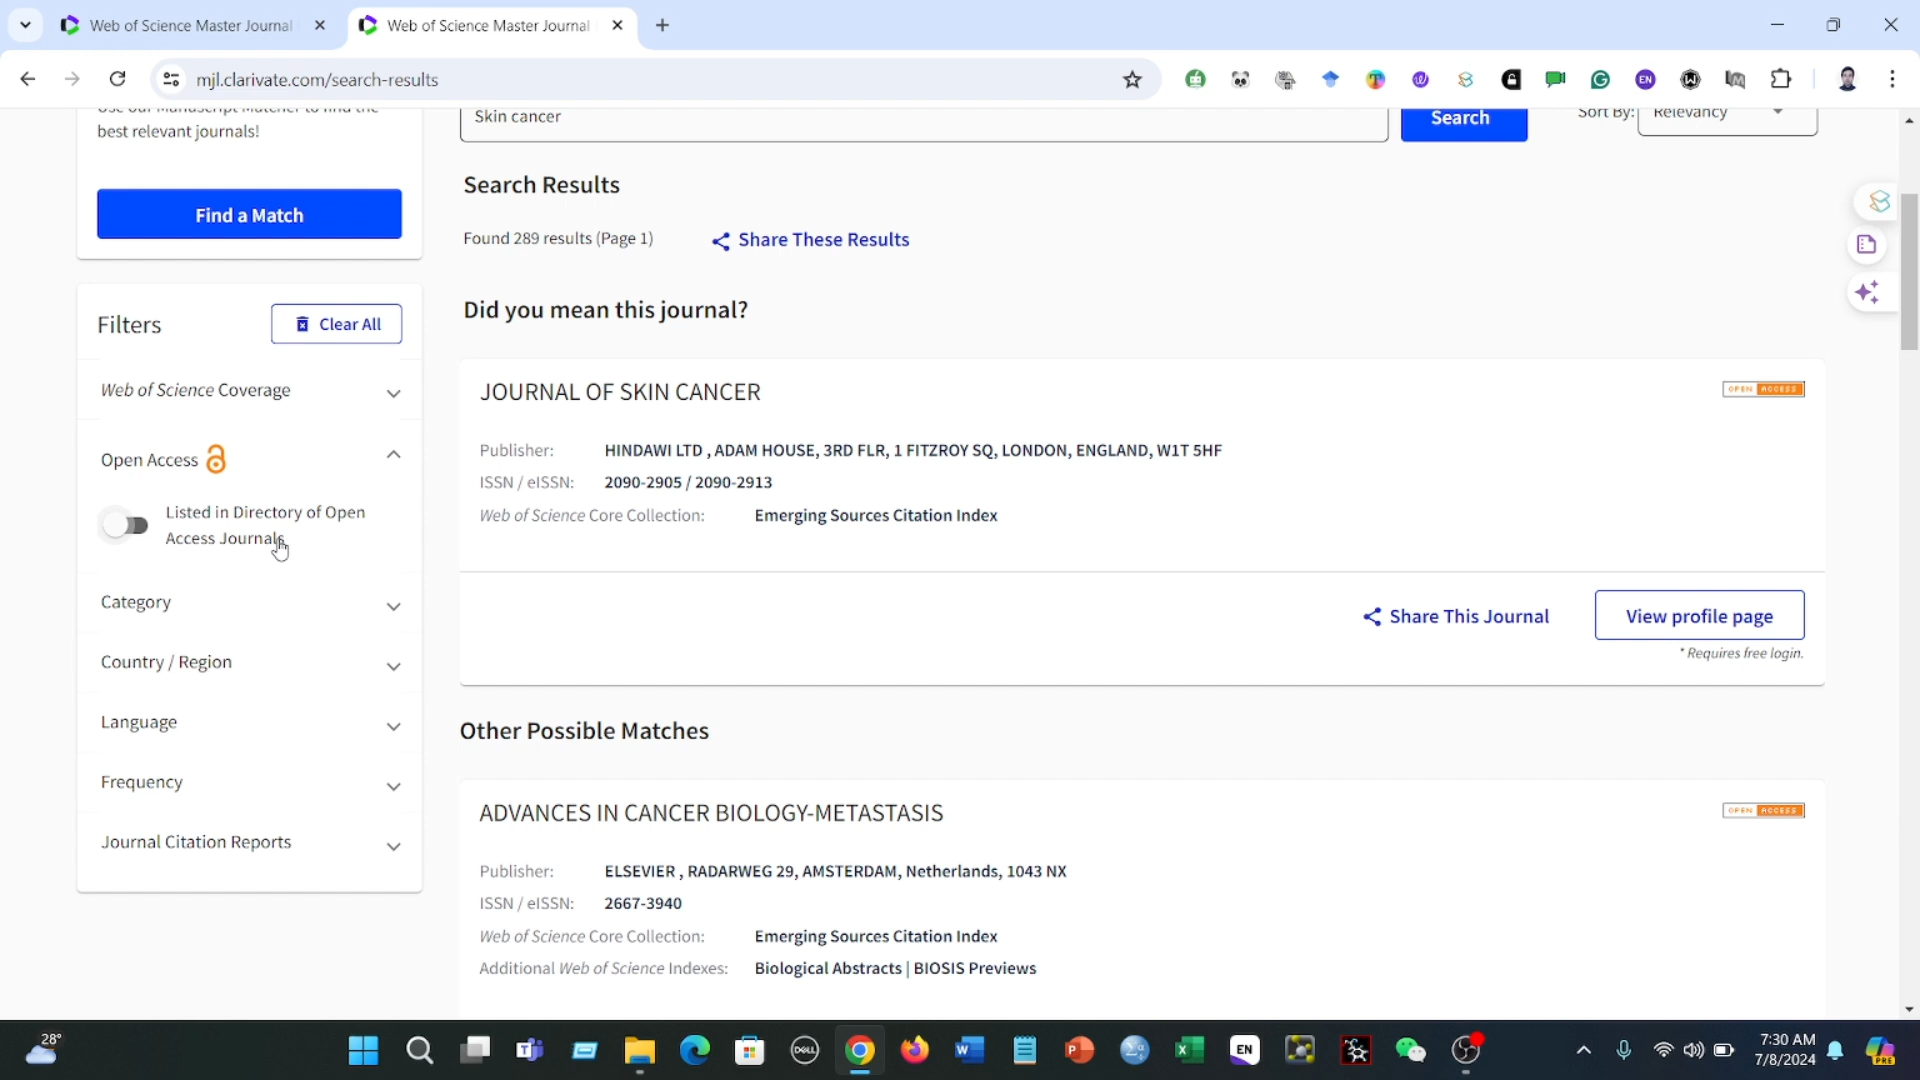 Web of Science Master Journal
Web of Science Master Journal
mjl.clarivate.com/search-results
EN
best relevant journals!
Find a Match
Skin cancer
Search
Sort By:
Relevancy
Search Results
Found 289 results (Page 1)
Share These Results
Filters
Clear All
Web of Science Coverage
Open Access
Listed in Directory of Open
Access Journals
Category
Country / Region
Language
Frequency
Journal Citation Reports
Did you mean this journal?
JOURNAL OF SKIN CANCER
OPEN ACCESS
Publisher: HINDAWI LTD , ADAM HOUSE, 3RD FLR, 1 FITZROY SQ, LONDON, ENGLAND, W1T 5HF
ISSN / eISSN: 2090-2905 / 2090-2913
Web of Science Core Collection: Emerging Sources Citation Index
Share This Journal
View profile page
* Requires free login.
Other Possible Matches
ADVANCES IN CANCER BIOLOGY-METASTASIS
OPEN ACCESS
Publisher: ELSEVIER , RADARWEG 29, AMSTERDAM, Netherlands, 1043 NX
ISSN / eISSN: 2667-3940
Web of Science Core Collection: Emerging Sources Citation Index
Additional Web of Science Indexes: Biological Abstracts | BIOSIS Previews
28°
DELL
EN
7:30 AM
7/8/2024
PRE